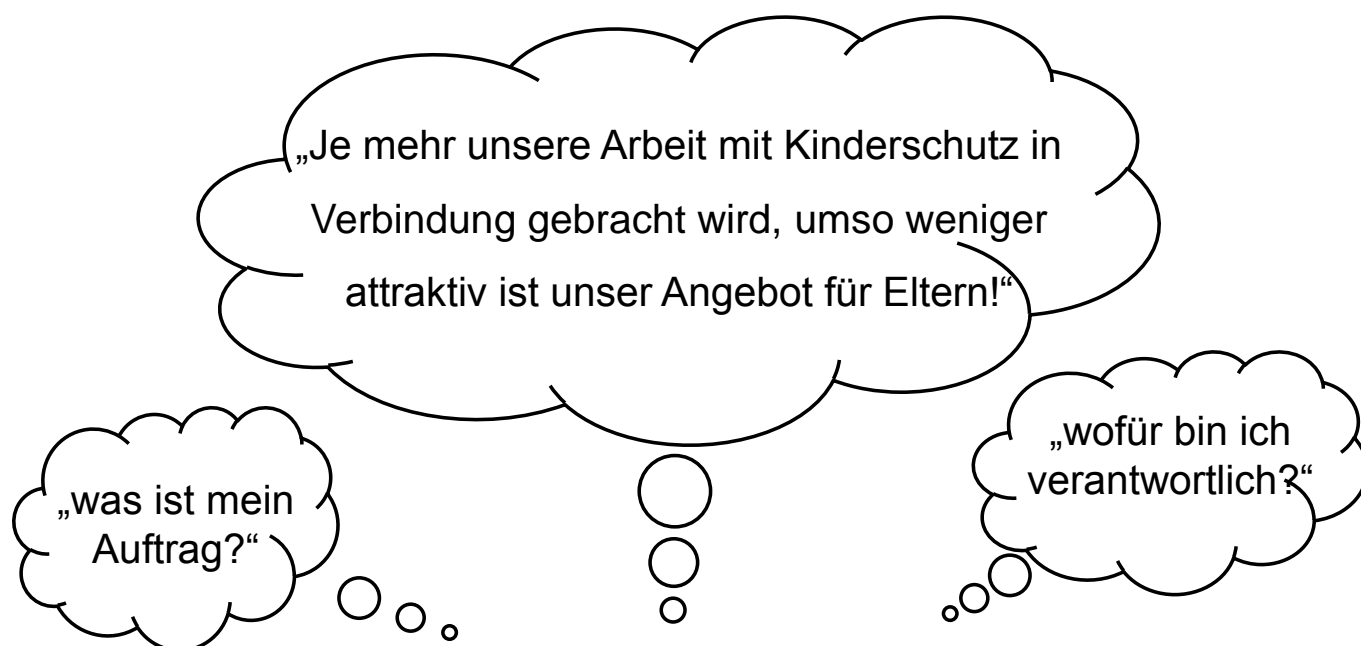 „Je mehr unsere Arbeit mit Kinderschutz in
Verbindung gebracht wird, umso weniger
attraktiv ist unser Angebot für Eltern!“
„was ist mein
Auftrag?“
„wofür bin ich
verantwortlich?“